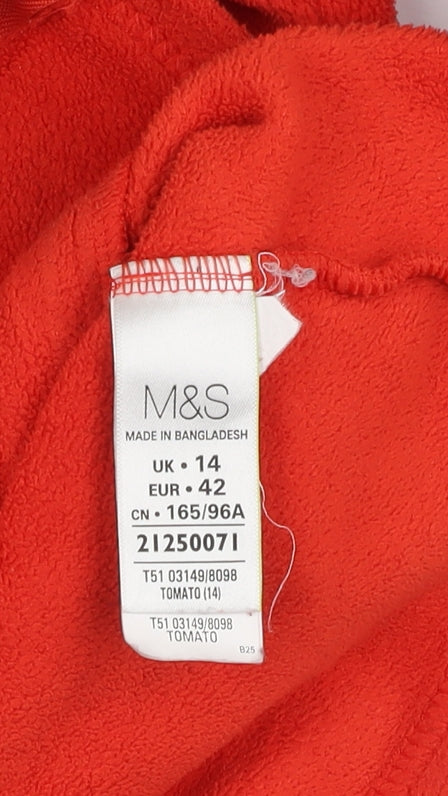 M&S
MADE IN BANGLADESH
UK • 14
EUR • 42
CN • 165/96A
21250071
T51 03149/8098
TOMATO (14)
T51 03149/8098
TOMATO
B25